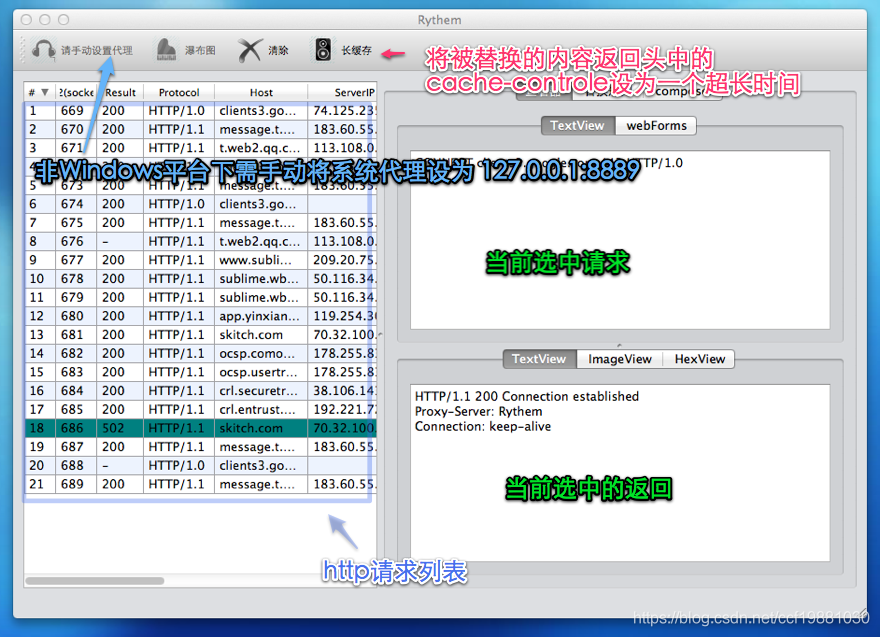 Rythem
请手动设置代理 瀑布图 清除 长缓存
将被替换的内容返回头中的
cache-controle设为一个超长时间
# Result Protocol Host ServerIP
1 669 200 HTTP/1.0 clients3.go... 74.125.23
2 670 200 HTTP/1.1 message.t.... 183.60.55
3 671 200 HTTP/1.1 t.web2.qq.c... 113.108.0
非Windows平台下需手动将系统代理设为 127.0.0.1:8889
5 673 200 HTTP/1.1 message.t.... 183.60.55
6 674 200 HTTP/1.0 clients3.go...
7 675 200 HTTP/1.1 message.t.... 183.60.55
8 676 – HTTP/1.1 t.web2.qq.c... 113.108.0
9 677 200 HTTP/1.1 www.subli... 209.20.75
10 678 200 HTTP/1.1 sublime.wb... 50.116.34
11 679 200 HTTP/1.1 sublime.wb... 50.116.34
12 680 200 HTTP/1.1 app.yinxian... 119.254.30
13 681 200 HTTP/1.1 skitch.com 70.32.100
14 682 200 HTTP/1.1 ocsp.como... 178.255.8
15 683 200 HTTP/1.1 ocsp.usertr... 178.255.8
16 684 200 HTTP/1.1 crl.securetr... 38.106.14
17 685 200 HTTP/1.1 crl.entrust.... 192.221.7
18 686 502 HTTP/1.1 skitch.com 70.32.100
19 687 200 HTTP/1.1 message.t.... 183.60.55
20 688 – HTTP/1.0 clients3.go...
21 689 200 HTTP/1.1 message.t.... 183.60.55
http请求列表
TextView webForms
当前选中请求
TextView ImageView HexView
HTTP/1.1 200 Connection established
Proxy-Server: Rythem
Connection: keep-alive
当前选中的返回
https://blog.csdn.net/ccf19881030